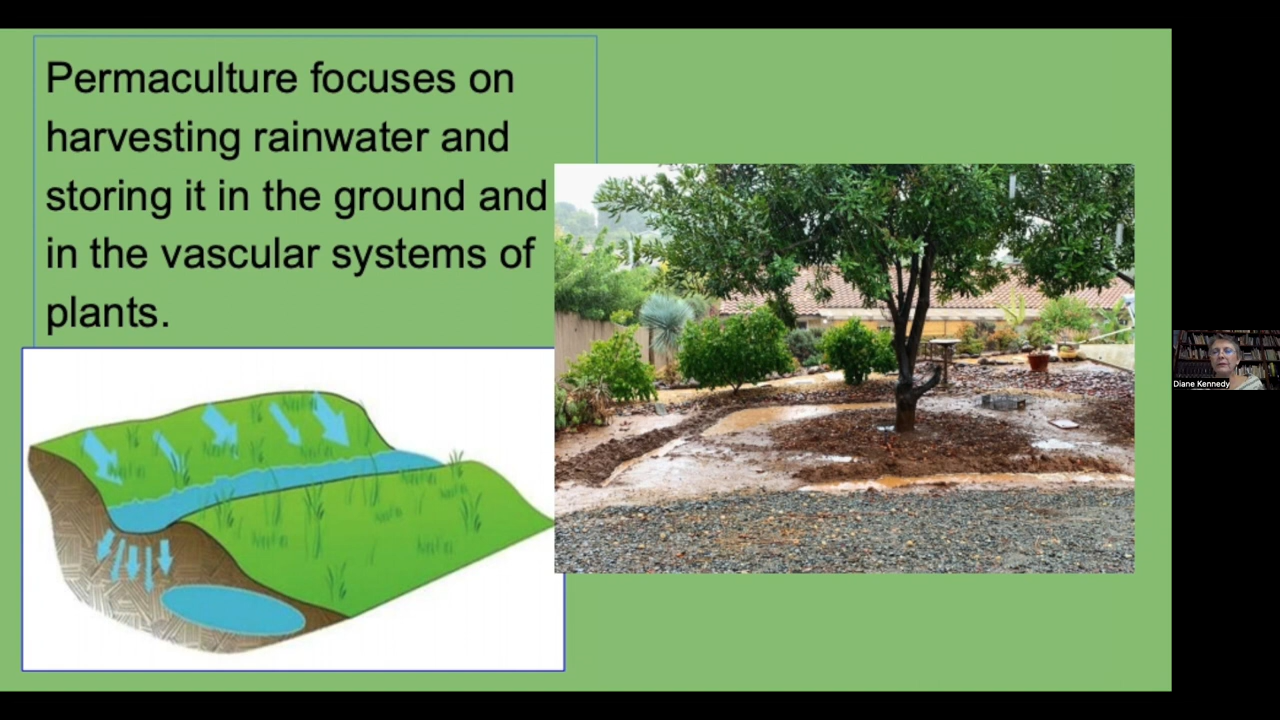 Permaculture focuses on
harvesting rainwater and
storing it in the ground and
in the vascular systems of
plants.
Diane Kennedy